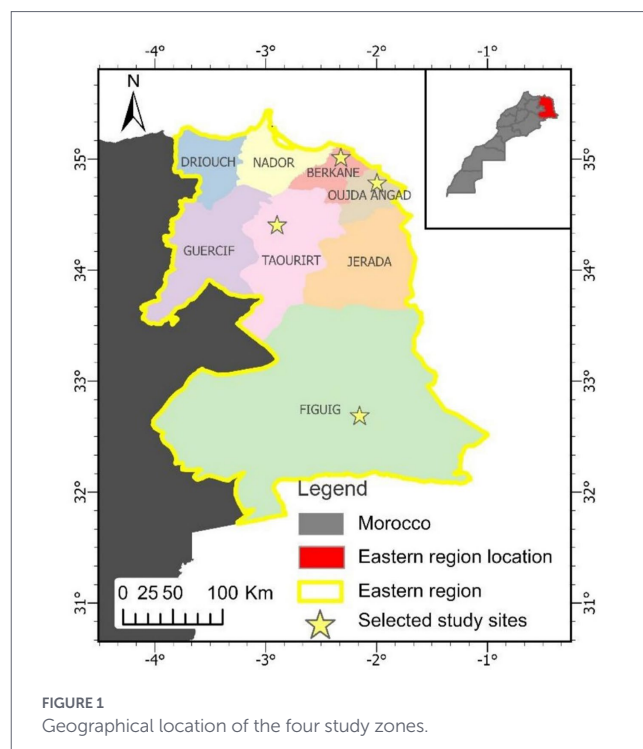 -4° -3° -2° -1°
N
35° 35°
DRIOUCH NADOR
BERKANE
OUJDA ANGAD
GUERCIF TAOURIRT JERADA
34° 34°
33° 33°
FIGUIG
32° 32°
Legend
Morocco
Eastern region location
0 25 50 100 Km
Eastern region
31° 31°
Selected study sites
-4° -3° -2° -1°
FIGURE 1
Geographical location of the four study zones.